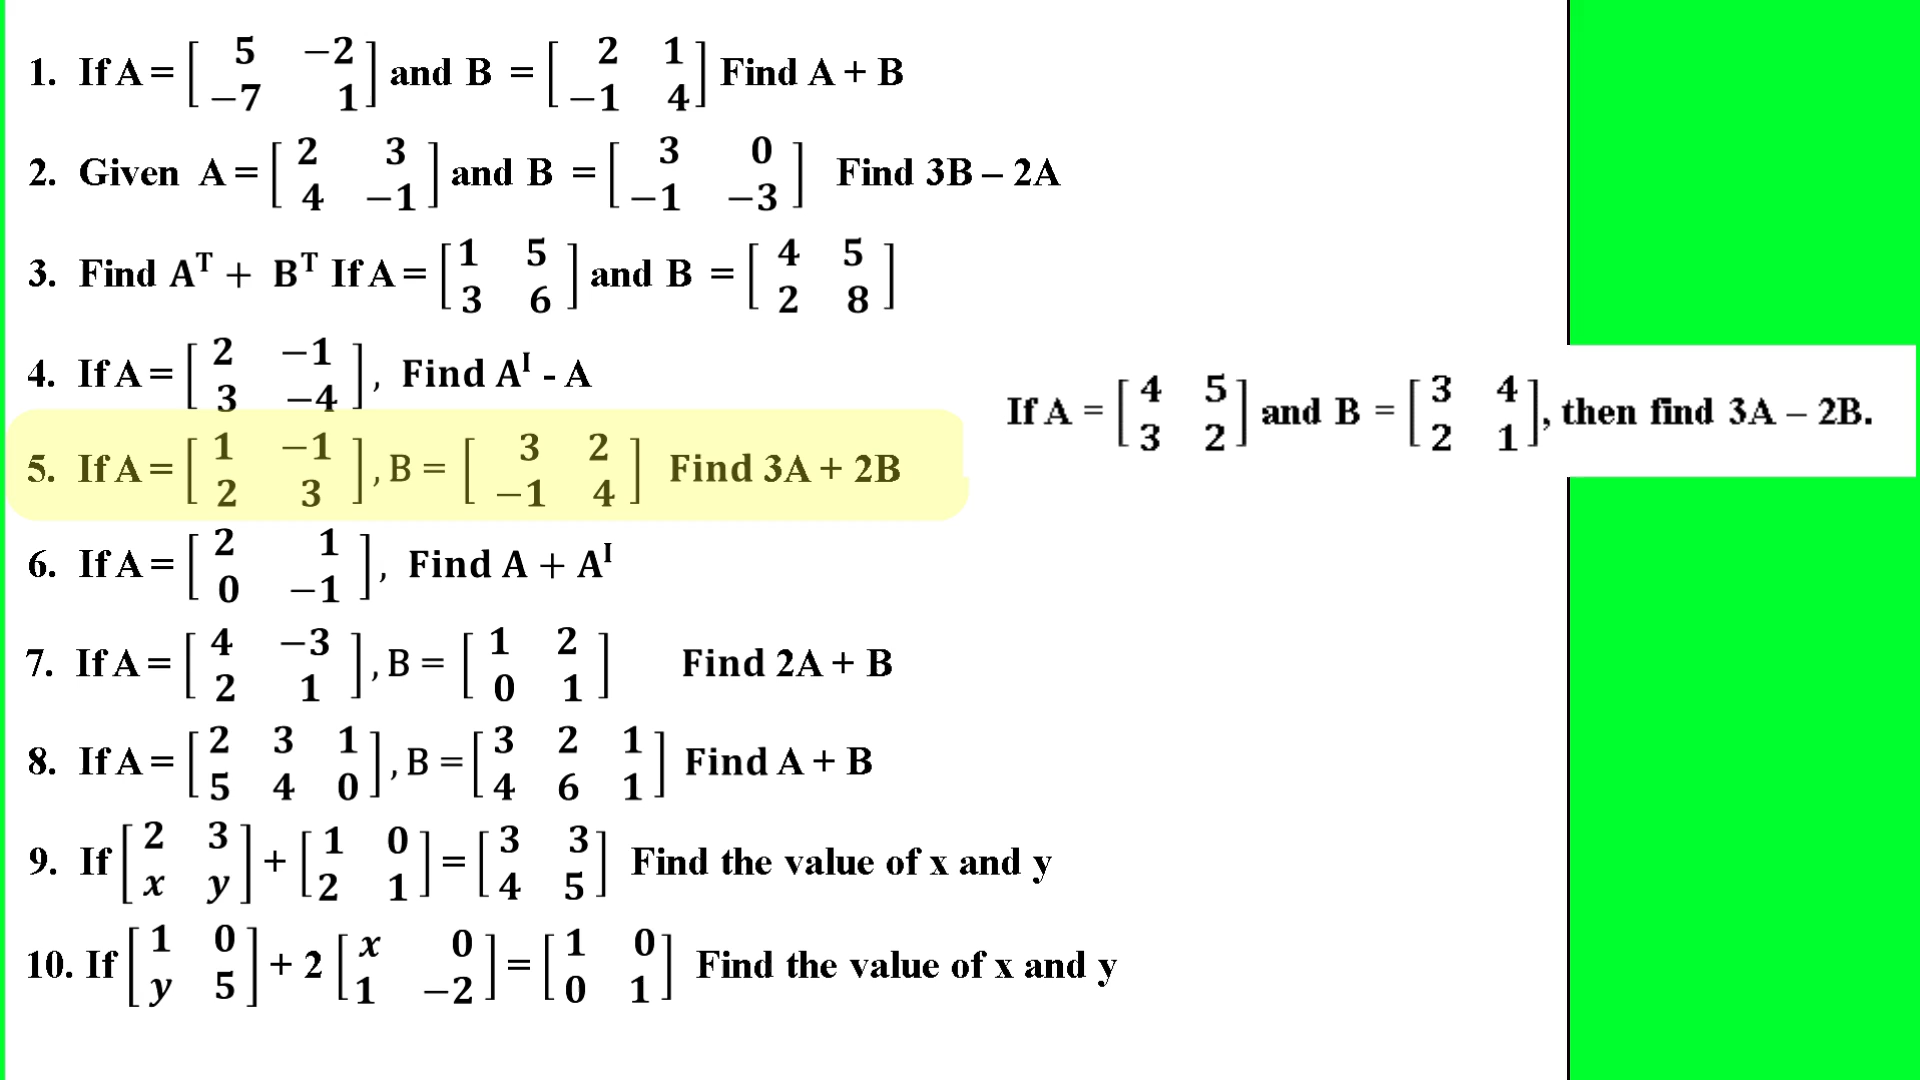 1. If A = [5 −2 −7 1] and B = [2 1 −1 4] Find A + B
2. Given A = [2 3 4 −1] and B = [3 0 −1 −3] Find 3B – 2A
3. Find Aᵀ + Bᵀ If A = [1 5 3 6] and B = [4 5 2 8]
4. If A = [2 −1 3 −4], Find Aᴵ - A
If A = [4 5 3 2] and B = [3 4 2 1], then find 3A – 2B.
5. If A = [1 −1 2 3], B = [3 2 −1 4] Find 3A + 2B
6. If A = [2 1 0 −1], Find A + Aᴵ
7. If A = [4 −3 2 1], B = [1 2 0 1] Find 2A + B
8. If A = [2 3 1 5 4 0], B = [3 2 1 4 6 1] Find A + B
9. If [2 3 x y] + [1 0 2 1] = [3 3 4 5] Find the value of x and y
10. If [1 0 y 5] + 2 [x 0 1 −2] = [1 0 0 1] Find the value of x and y